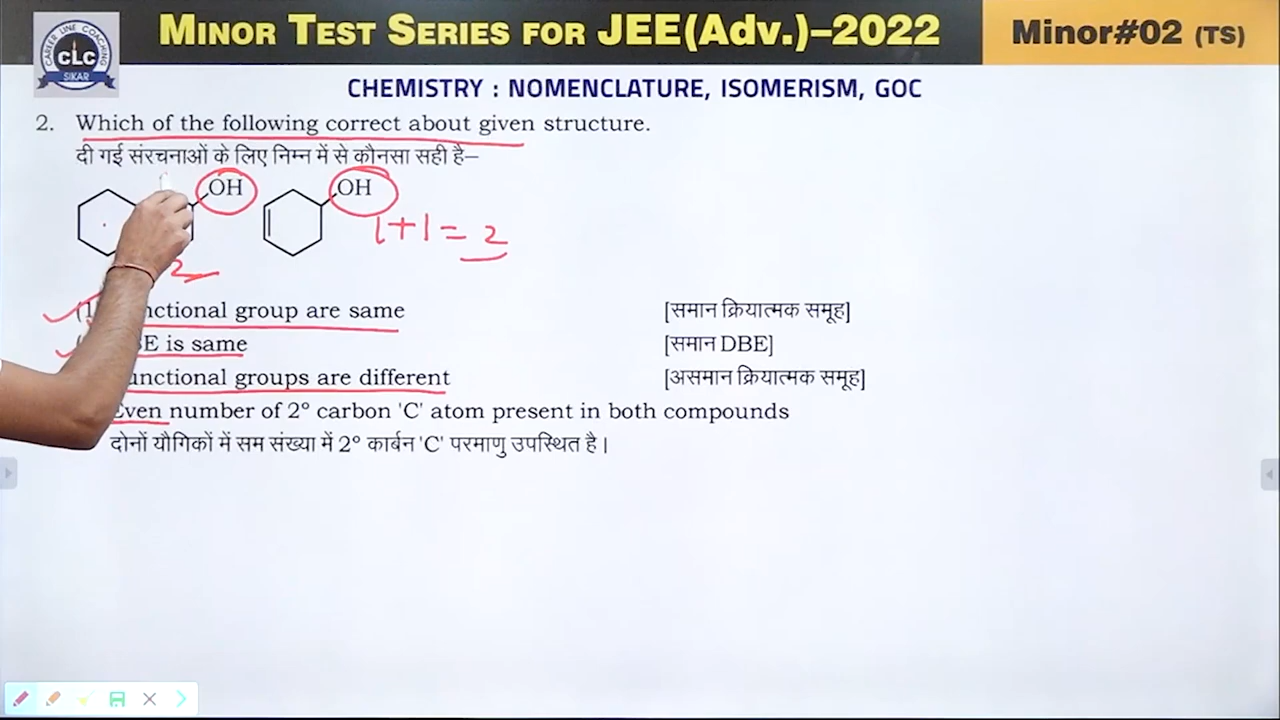 CAREER LINE COACHING
CLC
SIKAR
MINOR TEST SERIES FOR JEE(Adv.)–2022
Minor#02 (TS)
CHEMISTRY : NOMENCLATURE, ISOMERISM, GOC
2. Which of the following correct about given structure.
दी गई संरचनाओं के लिए निम्न में से कौनसा सही है–
OH OH
1+1=2
2
(1) nctional group are same [समान क्रियात्मक समूह]
BE is same [समान DBE]
unctional groups are different [असमान क्रियात्मक समूह]
Even number of 2° carbon 'C' atom present in both compounds
दोनों यौगिकों में सम संख्या में 2° कार्बन 'C' परमाणु उपस्थित है।